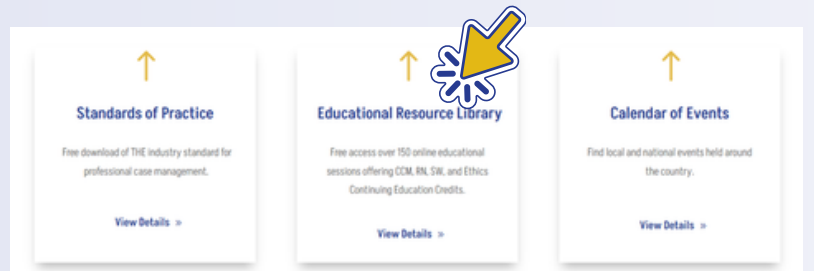 Standards of Practice
Free download of THE industry standard for
professional case management.
View Details »
Educational Resource Library
Free access over 150 online educational
sessions offering CCM, RN, SW, and Ethics
Continuing Education Credits.
View Details »
Calendar of Events
Find local and national events held around
the country.
View Details »